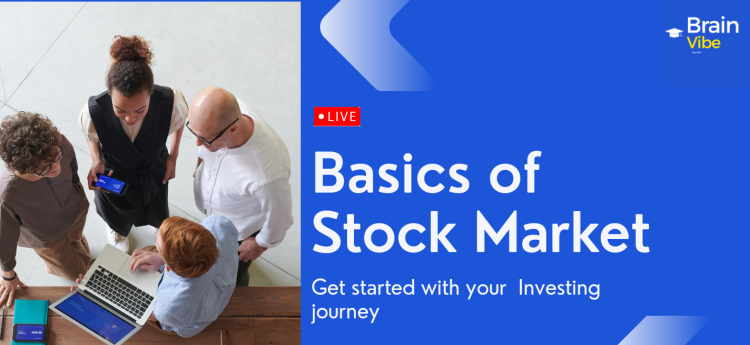 Brain
Vibe
LIVE
Basics of
Stock Market
Get started with your  Investing
journey